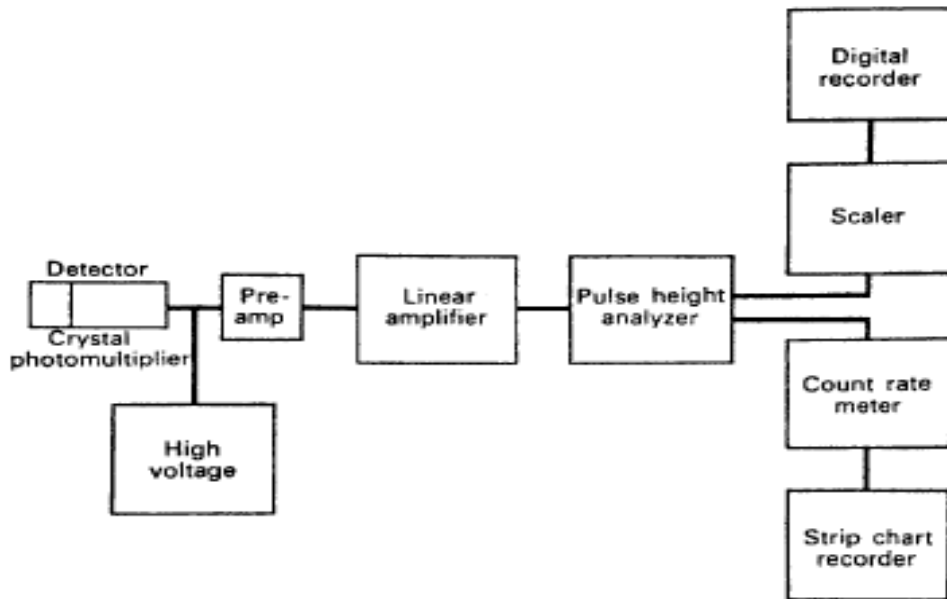 Digital
recorder
Scaler
Detector
Crystal
photomultiplier
Pre-
amp
Linear
amplifier
Pulse height
analyzer
High
voltage
Count rate
meter
Strip chart
recorder